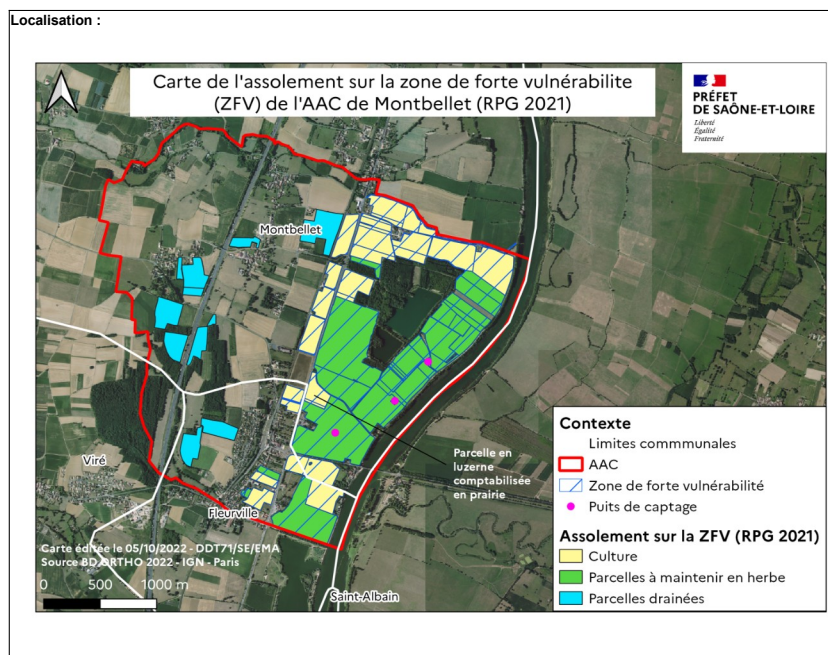 Localisation :
Carte de l'assolement sur la zone de forte vulnérabilite
(ZFV) de l'AAC de Montbellet (RPG 2021)
PRÉFET
DE SAÔNE-ET-LOIRE
Liberté
Égalité
Fraternité
Montbellet
Viré
Fleurville
Saint-Albain
Parcelle en
luzerne
comptabilisée
en prairie
Contexte
Limites commmunales
AAC
Zone de forte vulnérabilité
Puits de captage
Assolement sur la ZFV (RPG 2021)
Culture
Parcelles à maintenir en herbe
Parcelles drainées
Carte éditée le 05/10/2022 - DDT71/SE/EMA
Source BD ORTHO 2022 - IGN - Paris
0 500 1000 m